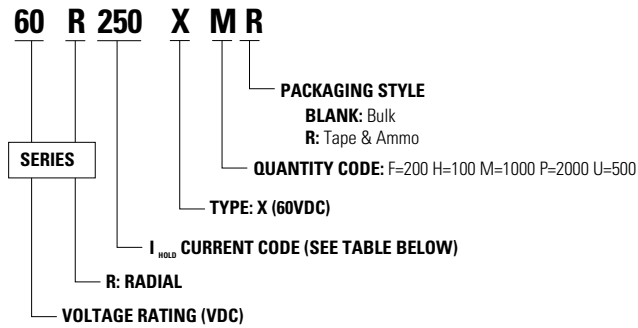 60 R 250 X M R
PACKAGING STYLE
BLANK: Bulk
R: Tape & Ammo
SERIES
QUANTITY CODE: F=200 H=100 M=1000 P=2000 U=500
TYPE: X (60VDC)
I HOLD CURRENT CODE (SEE TABLE BELOW)
R: RADIAL
VOLTAGE RATING (VDC)